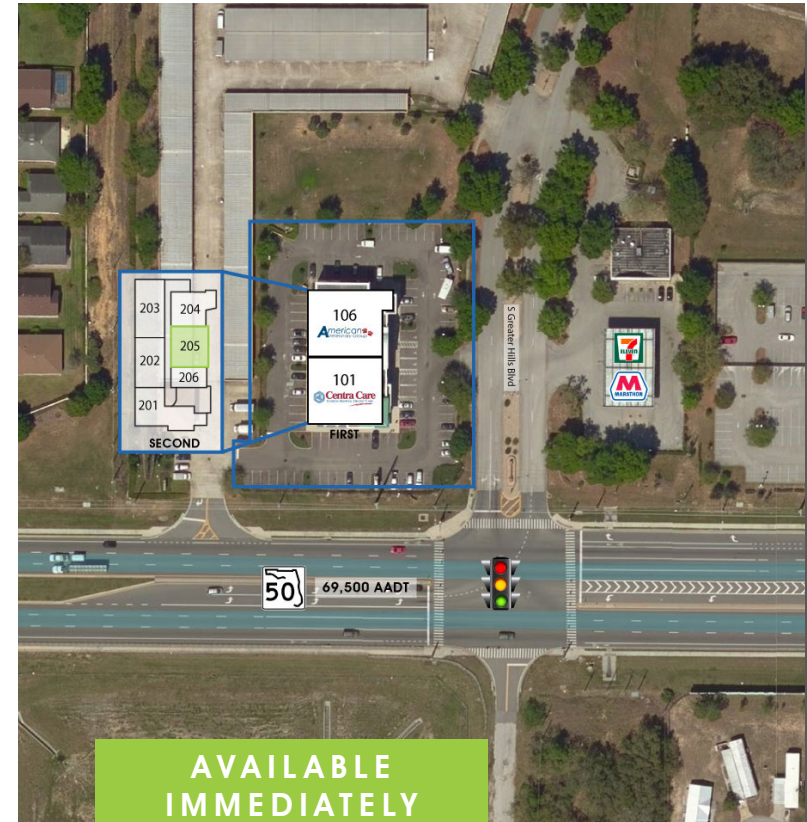 203
204
205
202
206
201
SECOND
106
American
101
Centra Care
FIRST
S Greater Hills Blvd
7
ELEVEN
M
MARATHON
50
69,500 AADT
AVAILABLE
IMMEDIATELY